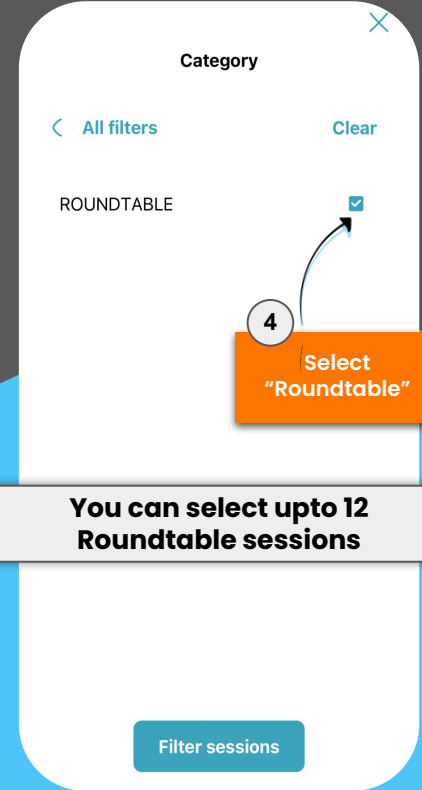 Category
All filters
Clear
ROUNDTABLE
4
Select
“Roundtable”
You can select upto 12
Roundtable sessions
Filter sessions